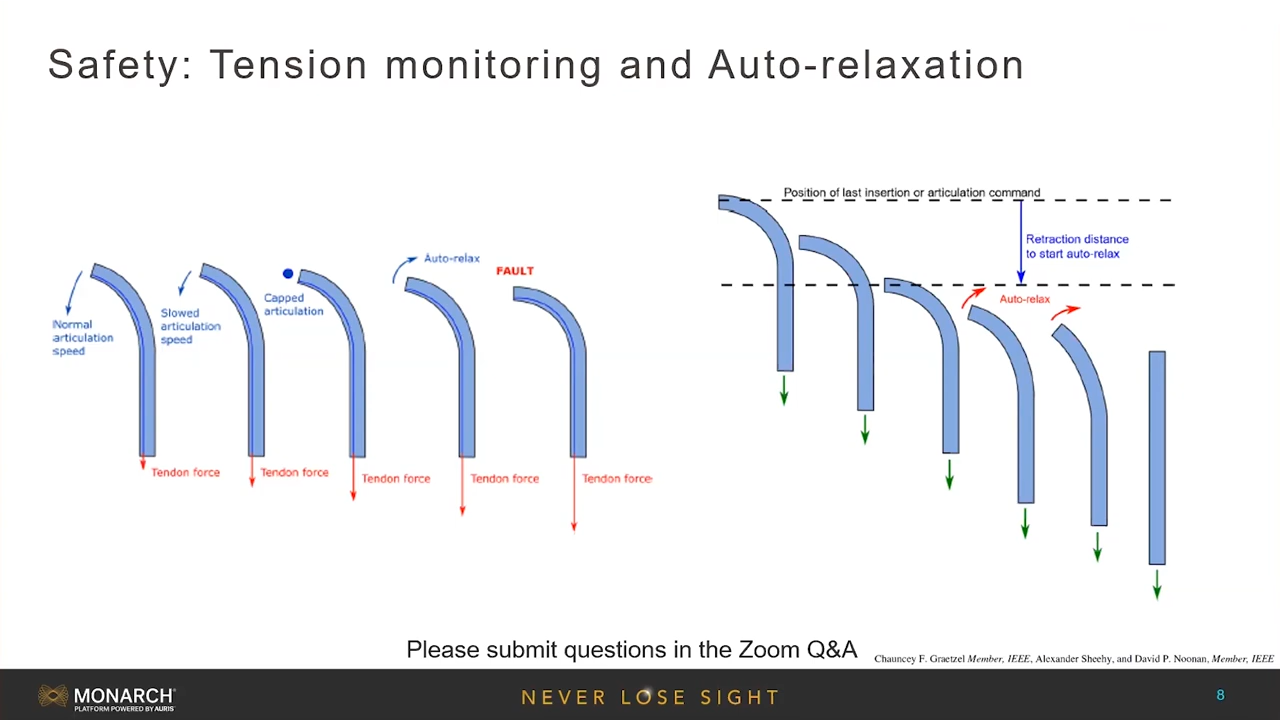 Safety: Tension monitoring and Auto-relaxation
Normal
articulation
speed
Slowed
articulation
speed
Capped
articulation
Auto-relax
FAULT
Tendon force
Tendon force
Tendon force
Tendon force
Tendon force
Position of last insertion or articulation command
Retraction distance
to start auto-relax
Auto-relax
Please submit questions in the Zoom Q&A
Chauncey F. Graetzel Member, IEEE, Alexander Sheehy, and David P. Noonan, Member, IEEE
MONARCH®
PLATFORM POWERED BY AURIS
NEVER LOSE SIGHT
8